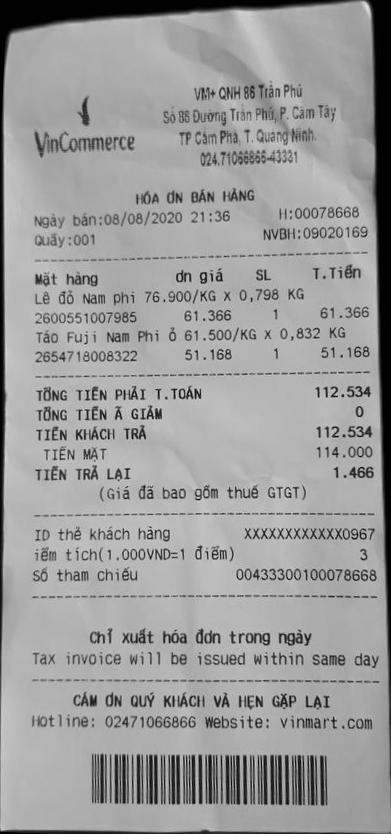 VinCommerce
VM+ QNH 86 Trần Phú
Số 86 Đường Trần Phú, P. Cẩm Tây
TP Cẩm Phả, T. Quảng Ninh.
024.71066866-43331
HÓA ƠN BÁN HÀNG
Ngày bán:08/08/2020 21:36 H:00078668
Quầy:001 NVBH:09020169
Mặt hàng ơn giá SL T.Tiền
Lê đỏ Nam phi 76.900/KG X 0,798 KG
2600551007985 61.366 1 61.366
Táo Fuji Nam Phi ỏ 61.500/KG X 0,832 KG
2654718008322 51.168 1 51.168
TỔNG TIỀN PHẢI T.TOÁN 112.534
TỔNG TIỀN Ã GIẢM 0
TIỀN KHÁCH TRẢ 112.534
TIỀN MẶT 114.000
TIỀN TRẢ LẠI 1.466
(Giá đã bao gồm thuế GTGT)
ID thẻ khách hàng XXXXXXXXXXXX0967
iểm tích(1.000VND=1 điểm) 3
Số tham chiếu 00433300100078668
Chỉ xuất hóa đơn trong ngày
Tax invoice will be issued within same day
CẢM ƠN QUÝ KHÁCH VÀ HẸN GẶP LẠI
Hotline: 02471066866 Website: vinmart.com